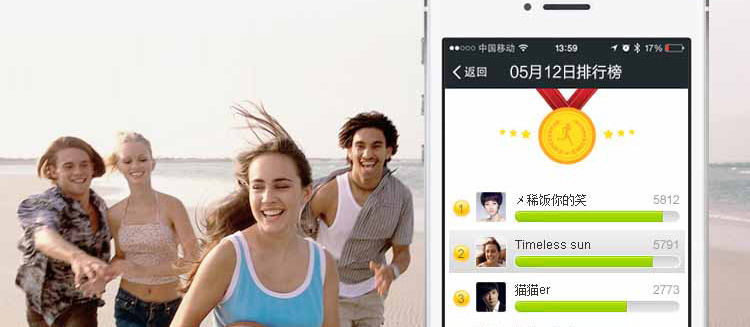 中国移动 13:59 17%
返回 05月12日排行榜
1 メ稀饭你的笑 5812
2 Timeless sun 5791
3 猫猫er 2773